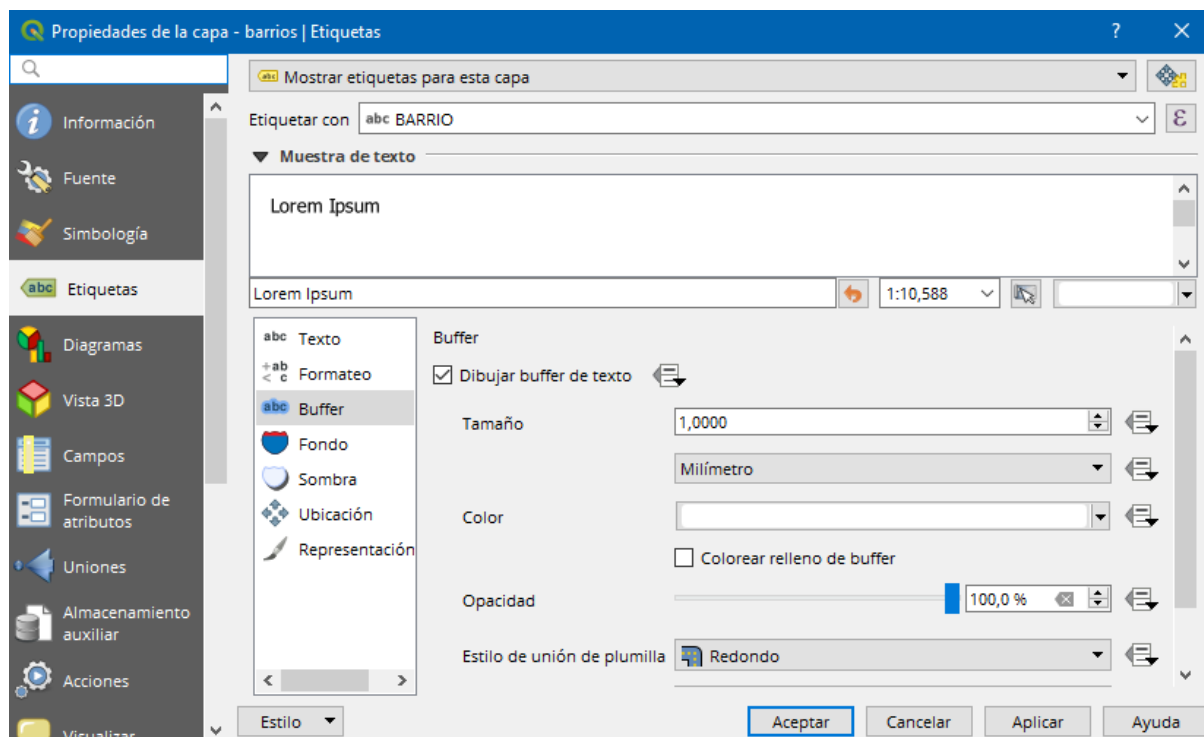 Propiedades de la capa - barrios | Etiquetas
Mostrar etiquetas para esta capa
Información
Etiquetar con abc BARRIO ε
Muestra de texto
Fuente
Lorem Ipsum
Simbología
abc Etiquetas
Lorem Ipsum 1:10,588
Diagramas
Vista 3D
Campos
Formulario de
atributos
Uniones
Almacenamiento
auxiliar
Acciones
Visualizar
abc Texto
+ab
< c Formateo
abc Buffer
Fondo
Sombra
Ubicación
Representación
Buffer
Dibujar buffer de texto
Tamaño 1,0000
Milímetro
Color
Colorear relleno de buffer
Opacidad 100,0 %
Estilo de unión de plumilla Redondo
Estilo Aceptar Cancelar Aplicar Ayuda